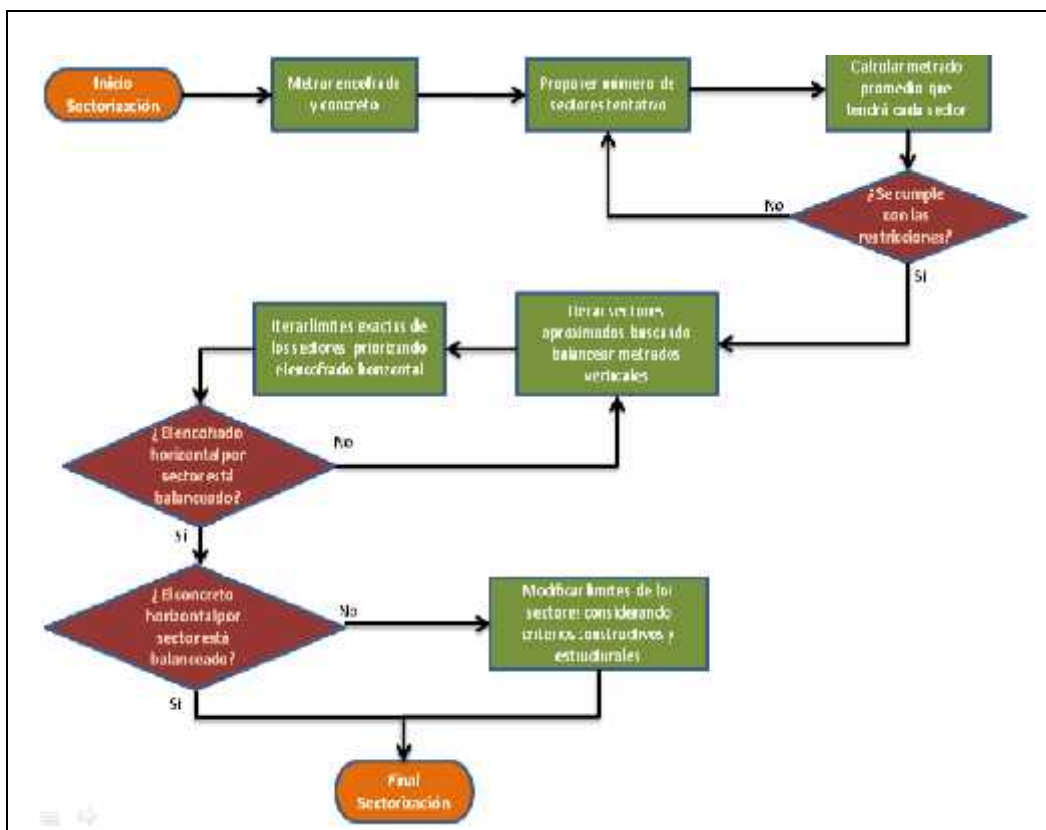 Inicio
Sectorización
Metrar encofrado
y concreto
Proponer número de
sectores tentativo
Calcular metrado
promedio que
tendrá cada sector
¿Se cumple
con las
restricciones?
No
Si
Iterar sectores
aproximados buscando
balancear metrados
verticales
Iterar límites exactos de
los sectores priorizando
el encofrado horizontal
¿El encofrado
horizontal por
sector está
balanceado?
No
Si
¿El concreto
horizontal por
sector está
balanceado?
No
Si
Modificar límites de los
sectores considerando
criterios constructivos y
estructurales
Final
Sectorización